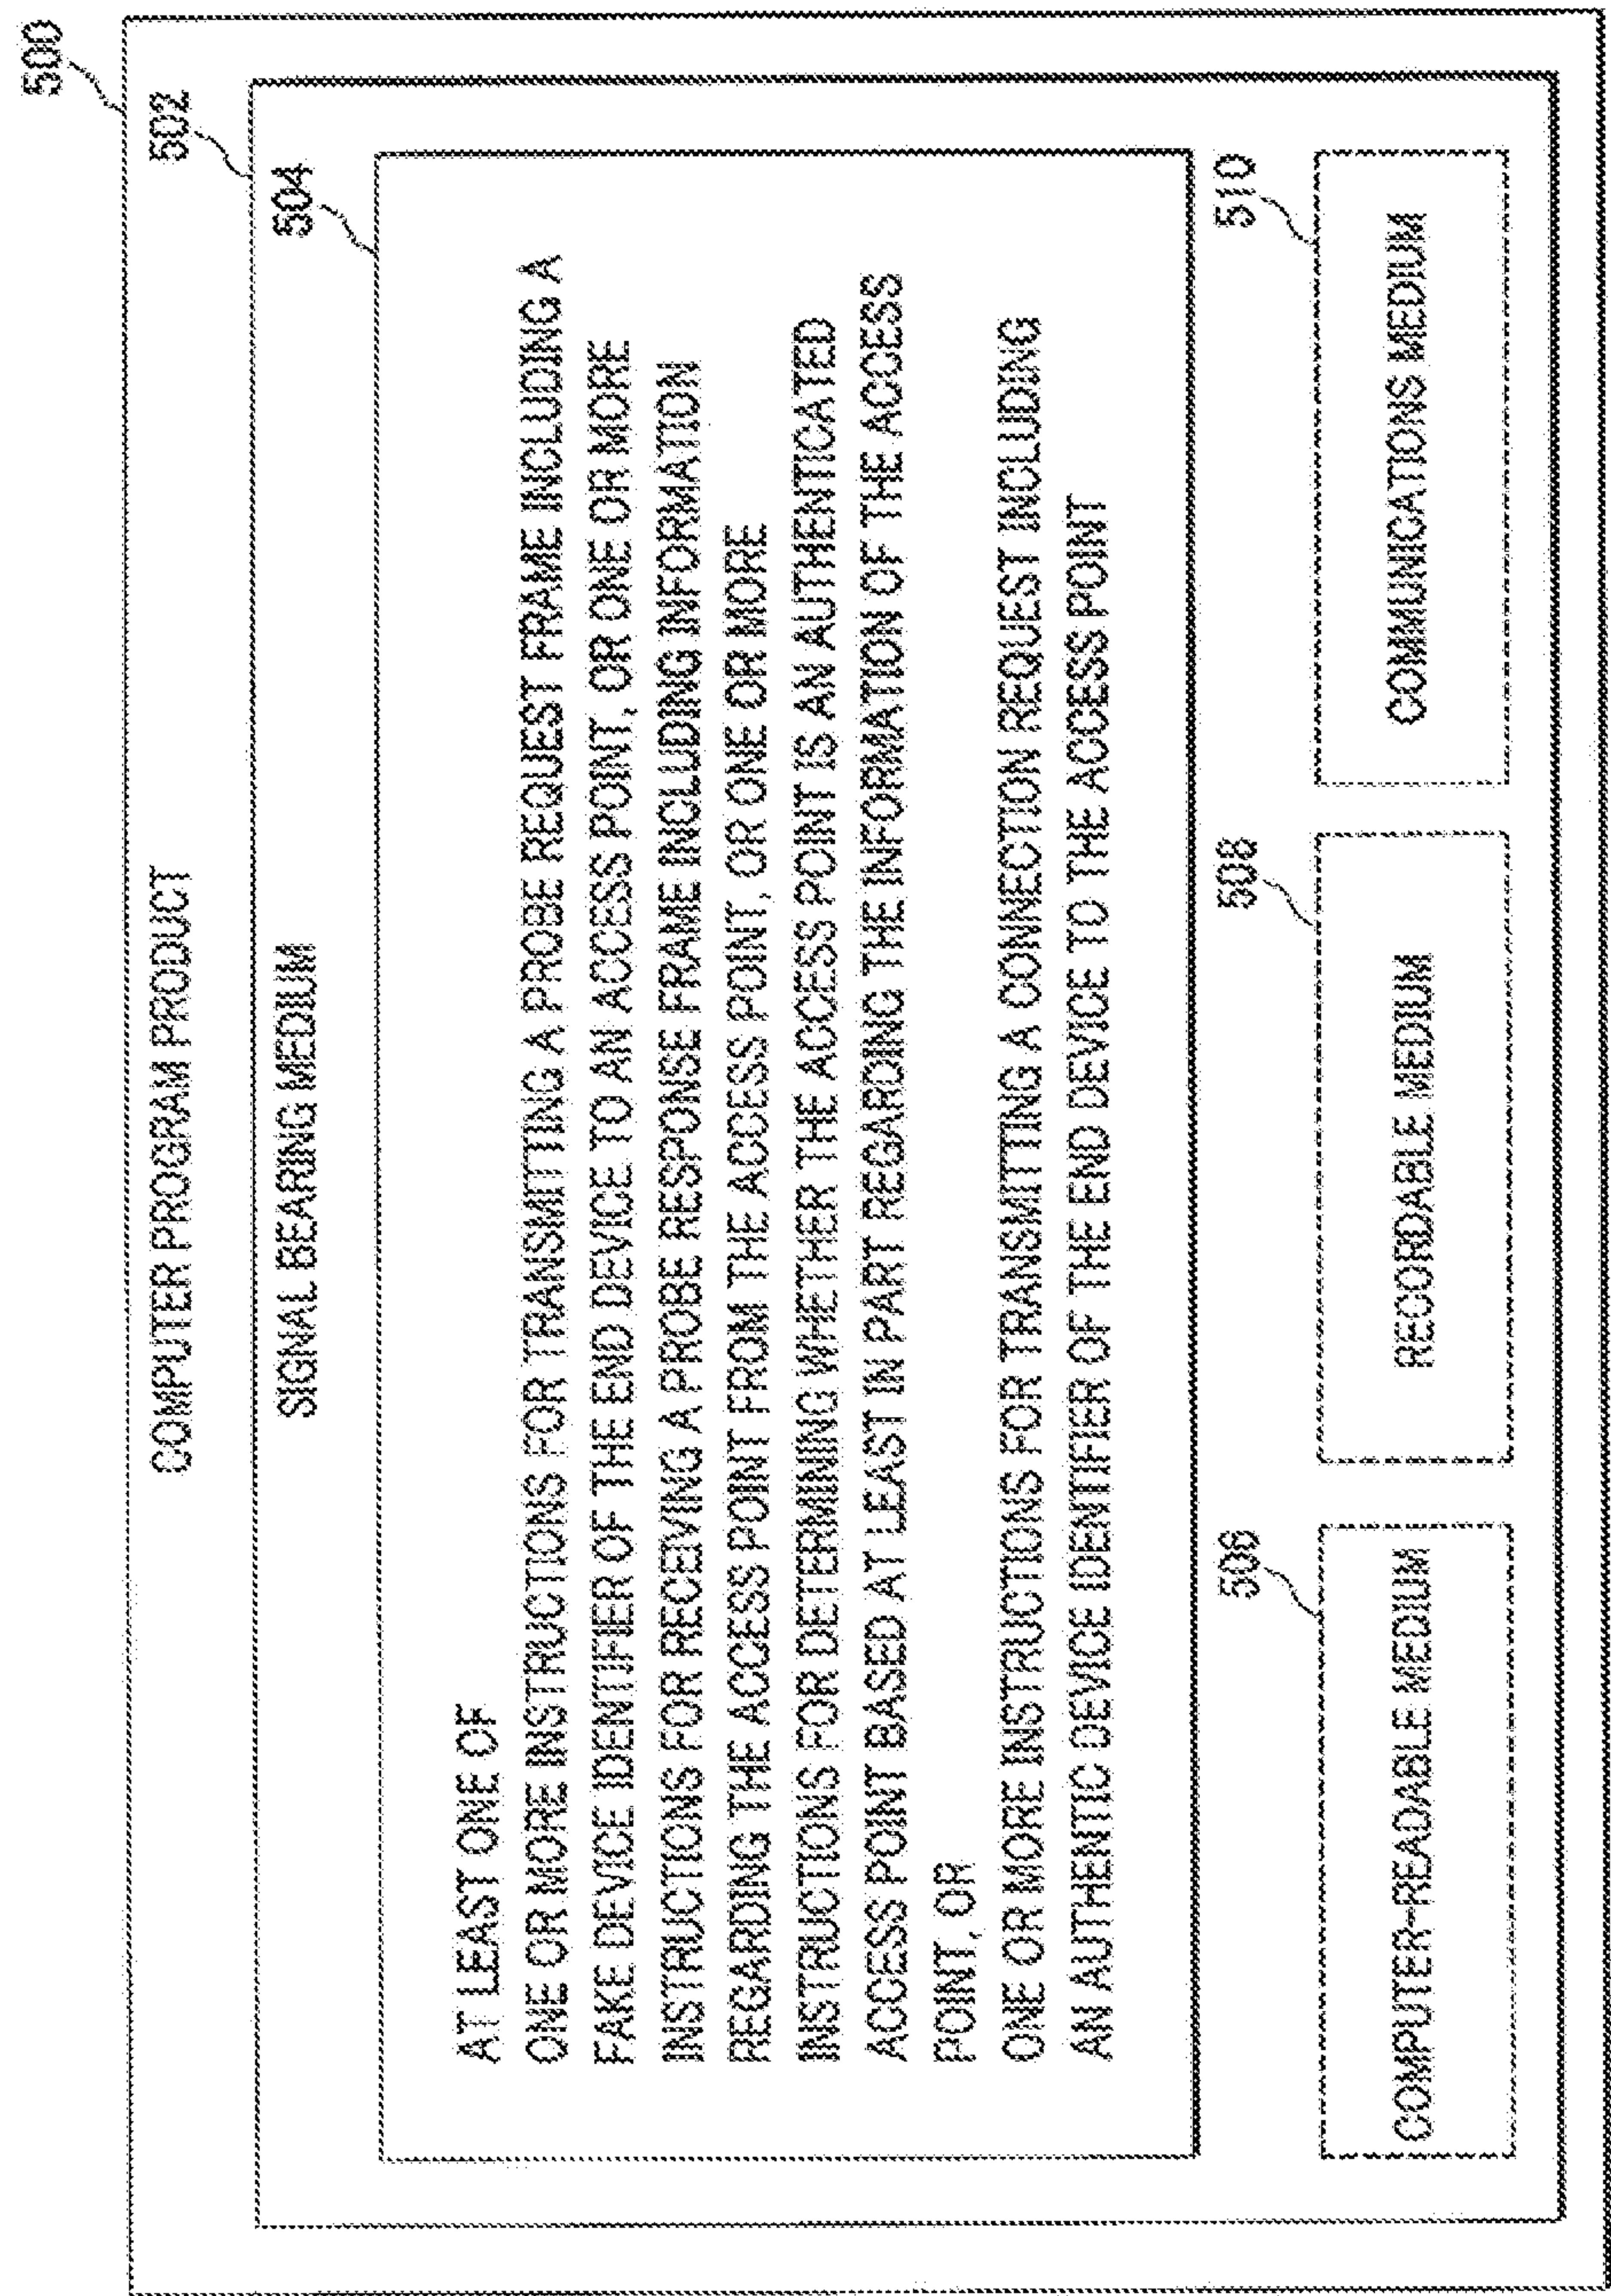 500
COMPUTER PROGRAM PRODUCT
502
SIGNAL BEARING MEDIUM
504
AT LEAST ONE OF
ONE OR MORE INSTRUCTIONS FOR TRANSMITTING A PROBE REQUEST FRAME INCLUDING A
FAKE DEVICE IDENTIFIER OF THE END DEVICE TO AN ACCESS POINT, OR ONE OR MORE
INSTRUCTIONS FOR RECEIVING A PROBE RESPONSE FRAME INCLUDING INFORMATION
REGARDING THE ACCESS POINT FROM THE ACCESS POINT, OR ONE OR MORE
INSTRUCTIONS FOR DETERMINING WHETHER THE ACCESS POINT IS AN AUTHENTICATED
ACCESS POINT BASED AT LEAST IN PART REGARDING THE INFORMATION OF THE ACCESS
POINT, OR
ONE OR MORE INSTRUCTIONS FOR TRANSMITTING A CONNECTION REQUEST INCLUDING
AN AUTHENTIC DEVICE IDENTIFIER OF THE END DEVICE TO THE ACCESS POINT
506
COMPUTER-READABLE MEDIUM
508
RECORDABLE MEDIUM
510
COMMUNICATIONS MEDIUM